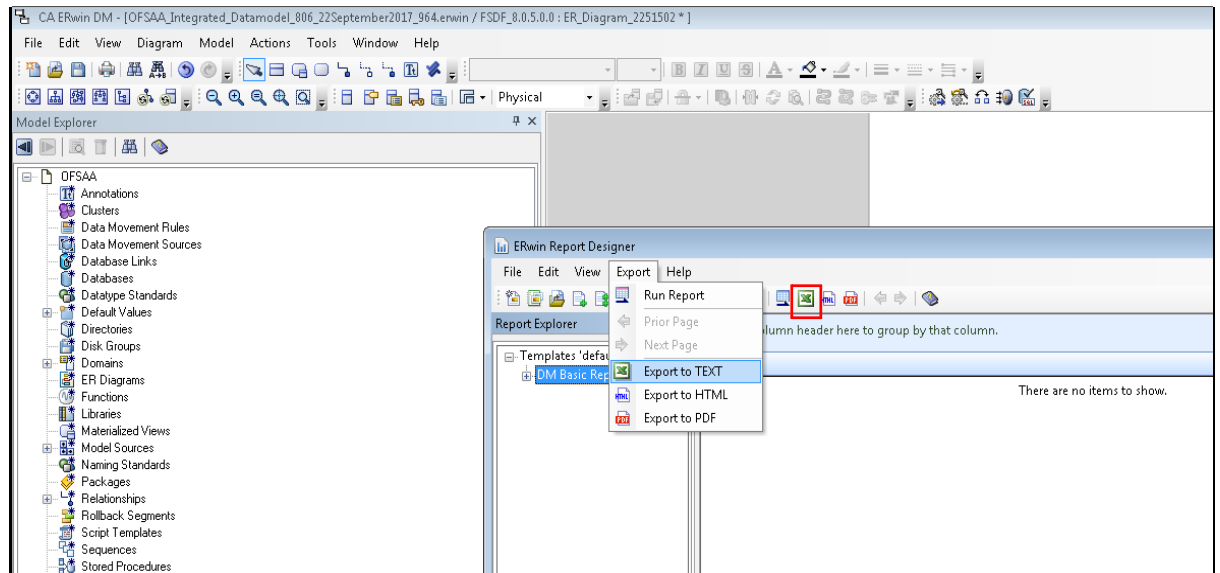 CA ERwin DM - [OFSAA_Integrated_Datamodel_806_22September2017_964.erwin / FSDF_8.0.5.0.0 : ER_Diagram_2251502 * ]
File Edit View Diagram Model Actions Tools Window Help
Physical
Model Explorer
OFSAA
Annotations
Clusters
Data Movement Rules
Data Movement Sources
Database Links
Databases
Datatype Standards
Default Values
Directories
Disk Groups
Domains
ER Diagrams
Functions
Libraries
Materialized Views
Model Sources
Naming Standards
Packages
Relationships
Rollback Segments
Script Templates
Sequences
Stored Procedures
ERwin Report Designer
File Edit View Export Help
Report Explorer
Templates 'defau
DM Basic Rep
Run Report
Prior Page
Next Page
Export to TEXT
Export to HTML
Export to PDF
olumn header here to group by that column.
There are no items to show.